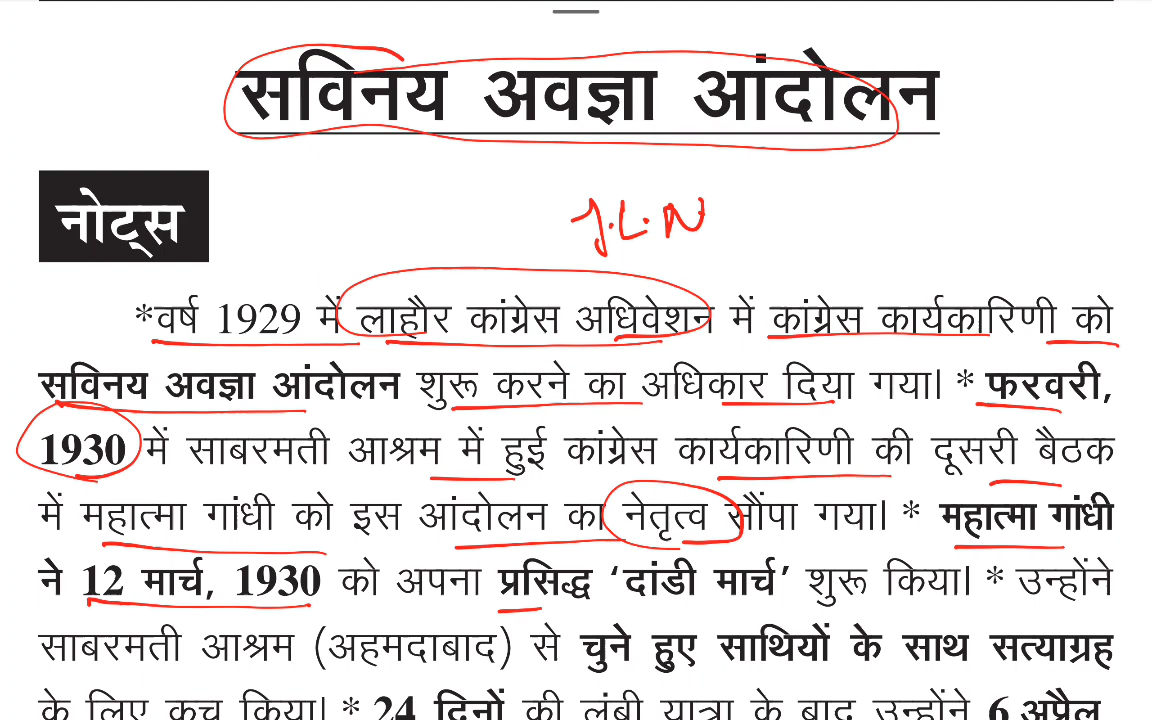 सविनय अवज्ञा आंदोलन
नोट्स
J.L.N
*वर्ष 1929 में लाहौर कांग्रेस अधिवेशन में कांग्रेस कार्यकारिणी को
सविनय अवज्ञा आंदोलन शुरू करने का अधिकार दिया गया। * फरवरी,
1930 में साबरमती आश्रम में हुई कांग्रेस कार्यकारिणी की दूसरी बैठक
में महात्मा गांधी को इस आंदोलन का नेतृत्व सौंपा गया। * महात्मा गांधी
ने 12 मार्च, 1930 को अपना प्रसिद्ध ‘दांडी मार्च’ शुरू किया। * उन्होंने
साबरमती आश्रम (अहमदाबाद) से चुने हुए साथियों के साथ सत्याग्रह
के लिए कूच किया। * 24 दिनों की लंबी यात्रा के बाद उन्होंने 6 अप्रैल,